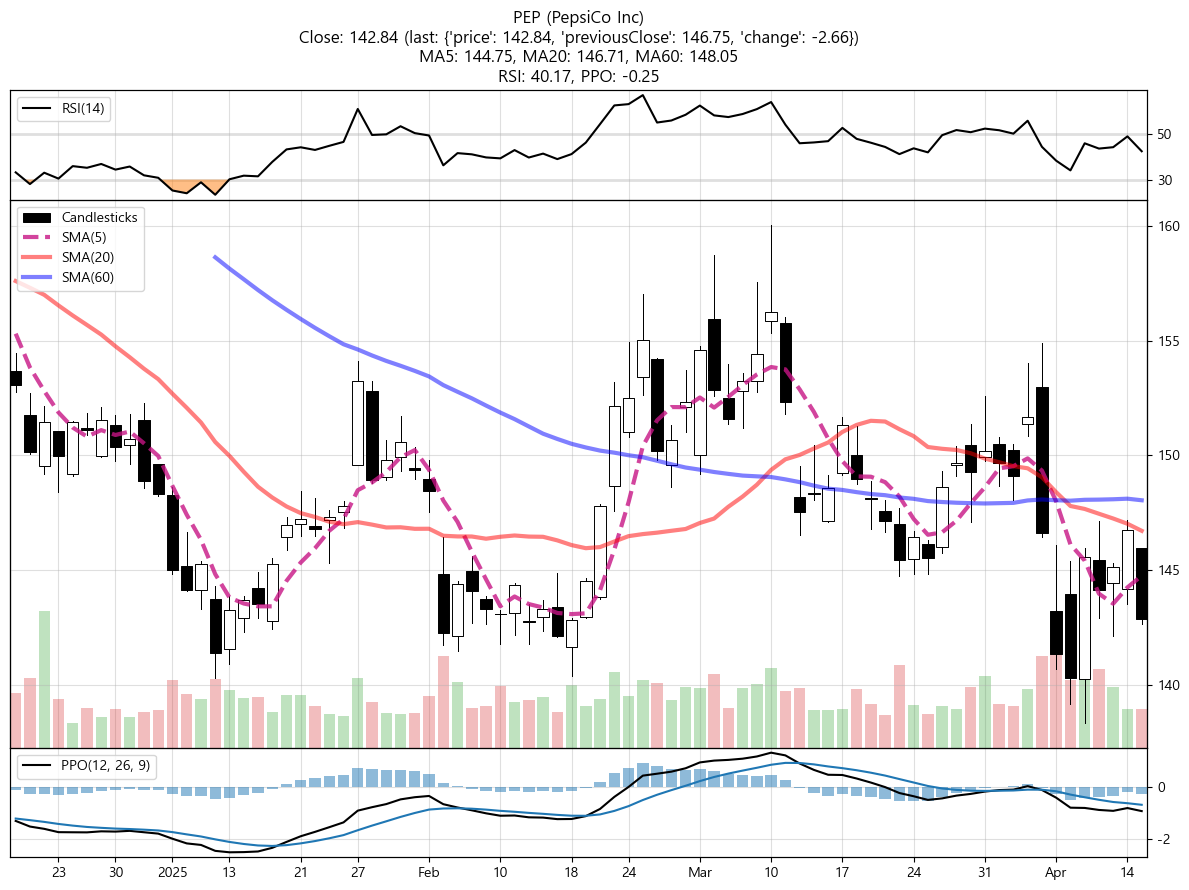 PEP (PepsiCo Inc)
Close: 142.84 (last: {'price': 142.84, 'previousClose': 146.75, 'change': -2.66})
MA5: 144.75, MA20: 146.71, MA60: 148.05
RSI: 40.17, PPO: -0.25
RSI(14)
50
30
Candlesticks
SMA(5)
SMA(20)
SMA(60)
160
155
150
145
140
PPO(12, 26, 9)
0
-2
23 30 2025 13 21 27 Feb 10 18 24 Mar 10 17 24 31 Apr 14